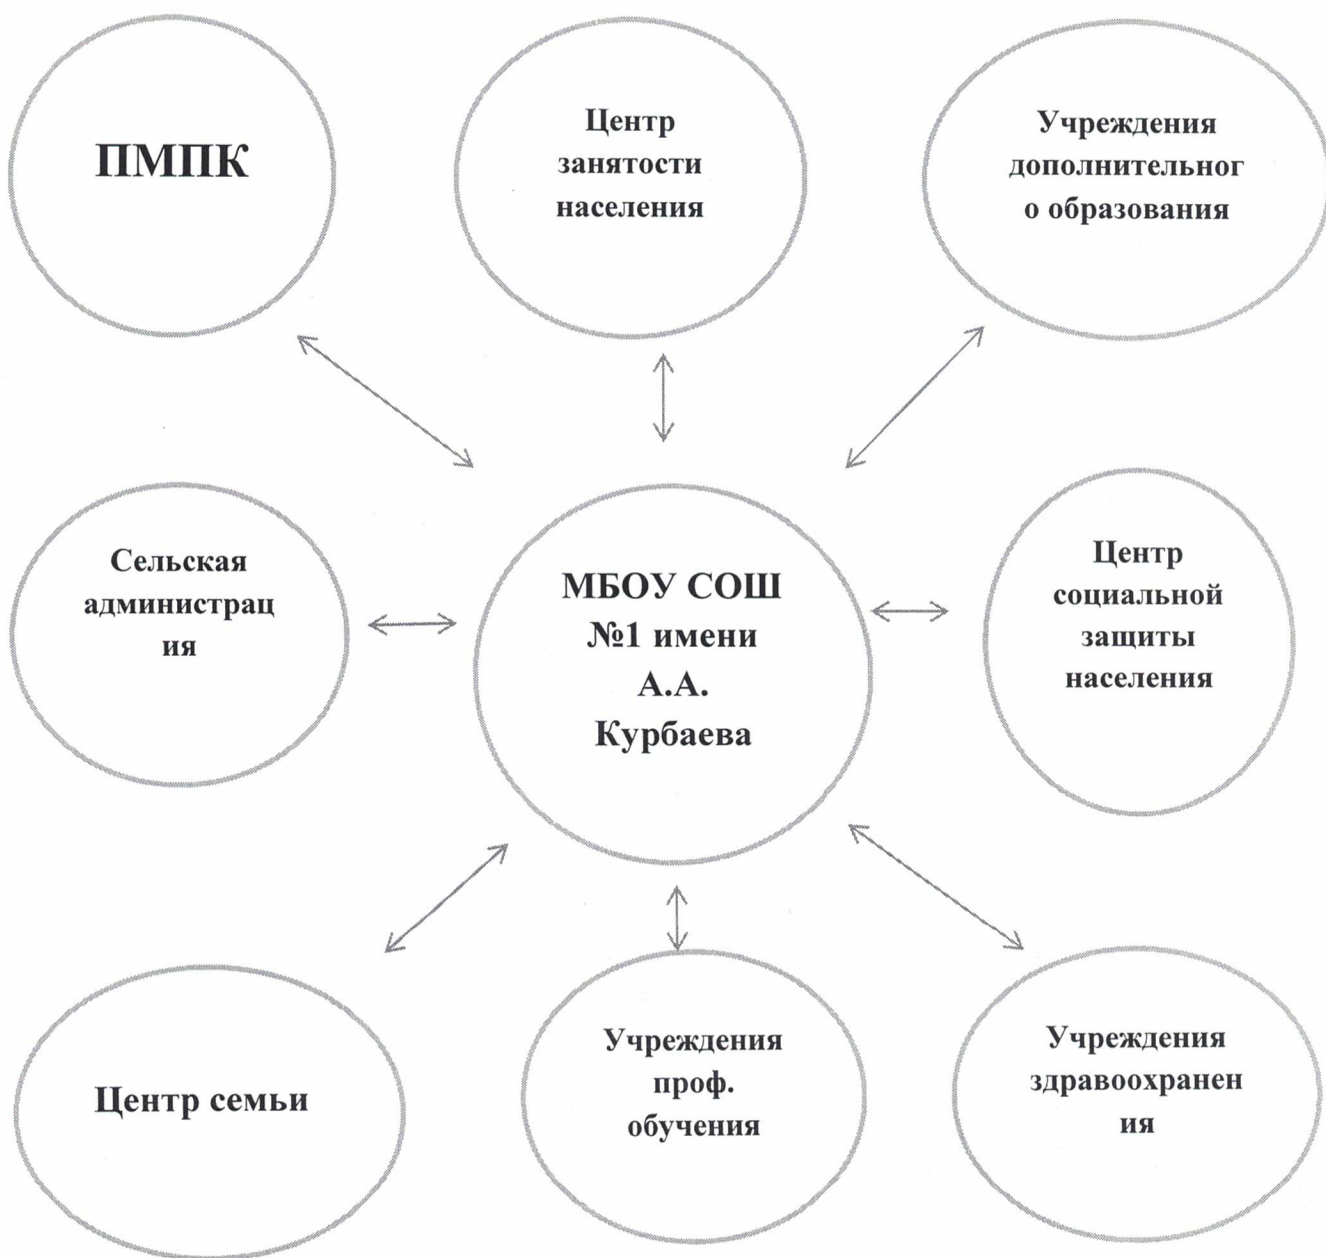 ПМПК
Центр
занятости
населения
Учреждения
дополнительног
о образования
Сельская
администрац
ия
МБОУ СОШ
№1 имени
А.А.
Курбаева
Центр
социальной
защиты
населения
Центр семьи
Учреждения
проф.
обучения
Учреждения
здравоохранен
ия